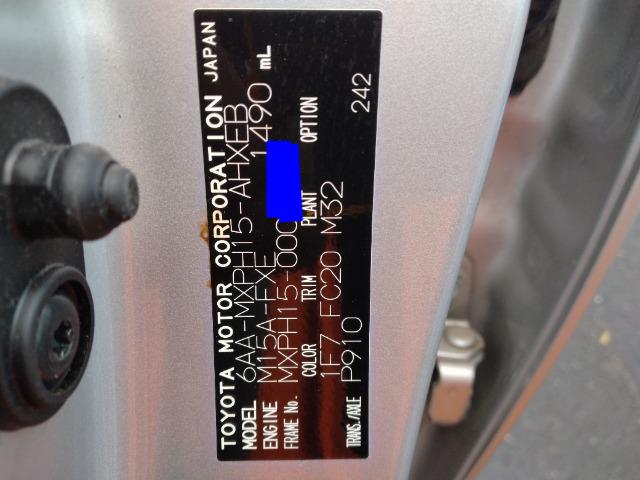 TOYOTA MOTOR CORPORATION JAPAN
MODEL 6AA-MXPH15-AHXEB
ENGINE M15A-FXE 1490 mL
FRAME No. MXPH15-000
COLOR TRIM PLANT OPTION
1F7 FC20 M32
TRANS./AXLE P910 242